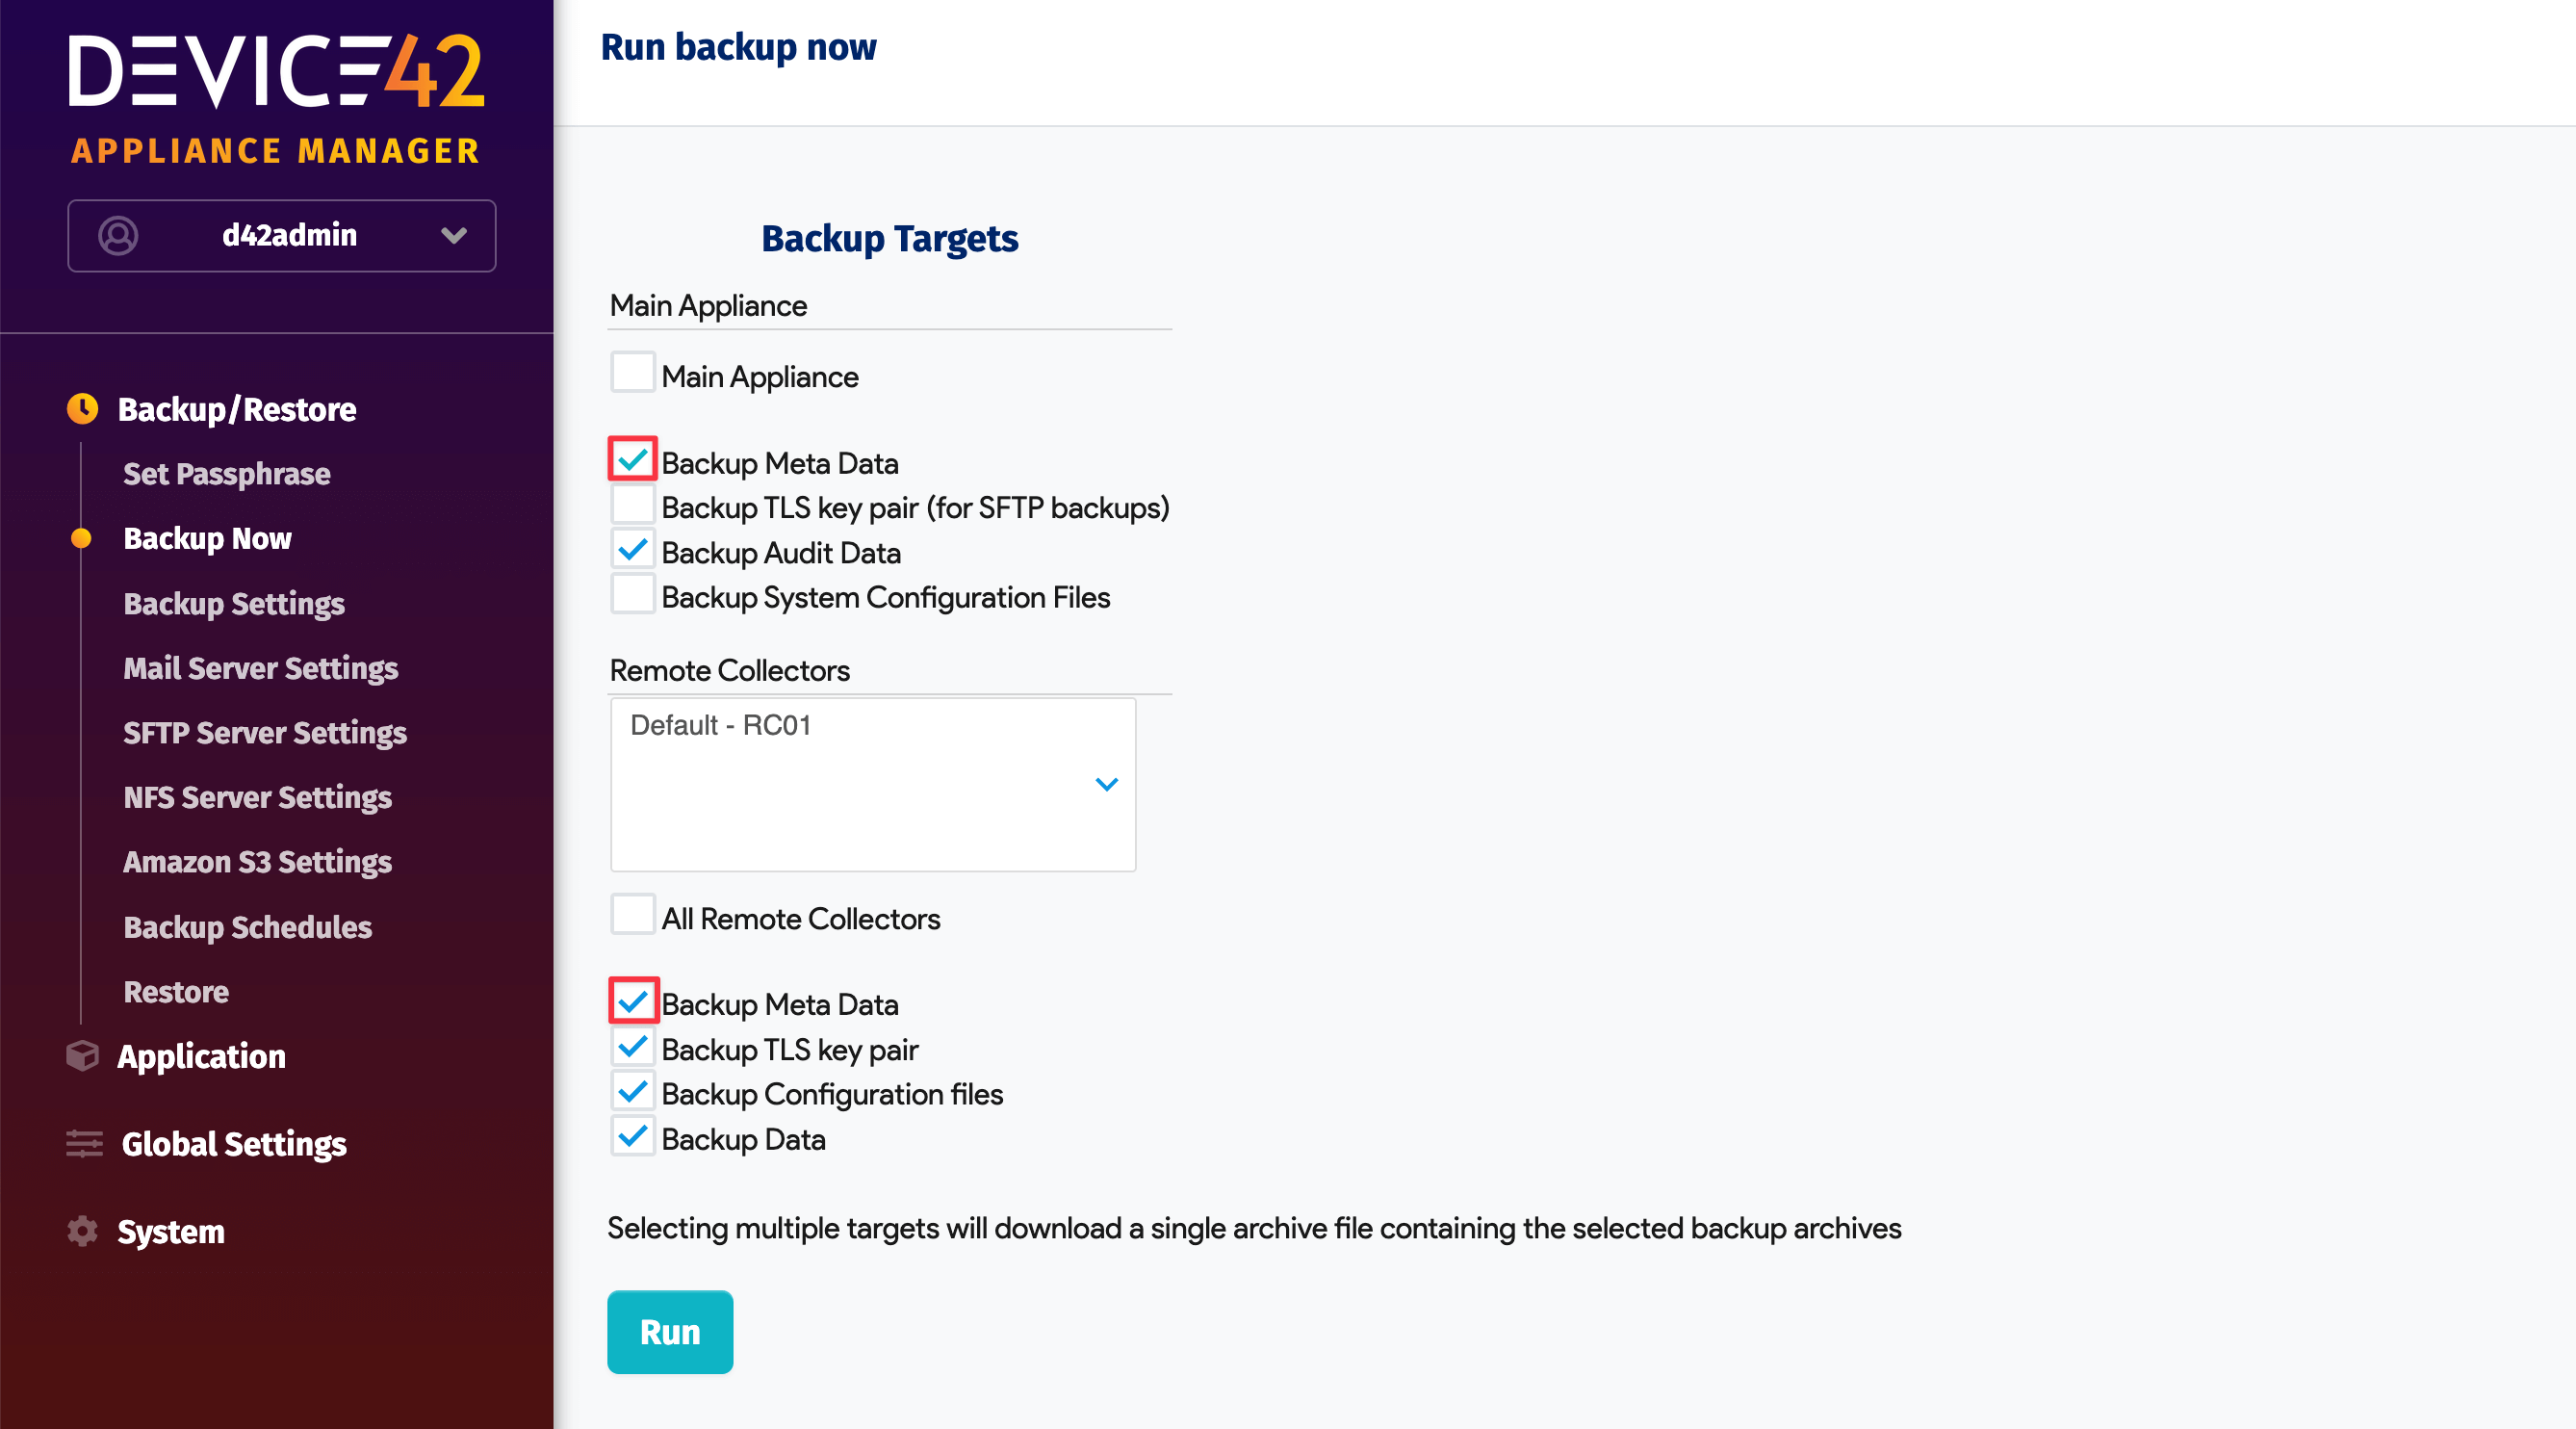 DEVICE42
APPLIANCE MANAGER
d42admin
Backup/Restore
Set Passphrase
Backup Now
Backup Settings
Mail Server Settings
SFTP Server Settings
NFS Server Settings
Amazon S3 Settings
Backup Schedules
Restore
Application
Global Settings
System
Run backup now
Backup Targets
Main Appliance
Main Appliance
Backup Meta Data
Backup TLS key pair (for SFTP backups)
Backup Audit Data
Backup System Configuration Files
Remote Collectors
Default - RC01
All Remote Collectors
Backup Meta Data
Backup TLS key pair
Backup Configuration files
Backup Data
Selecting multiple targets will download a single archive file containing the selected backup archives
Run